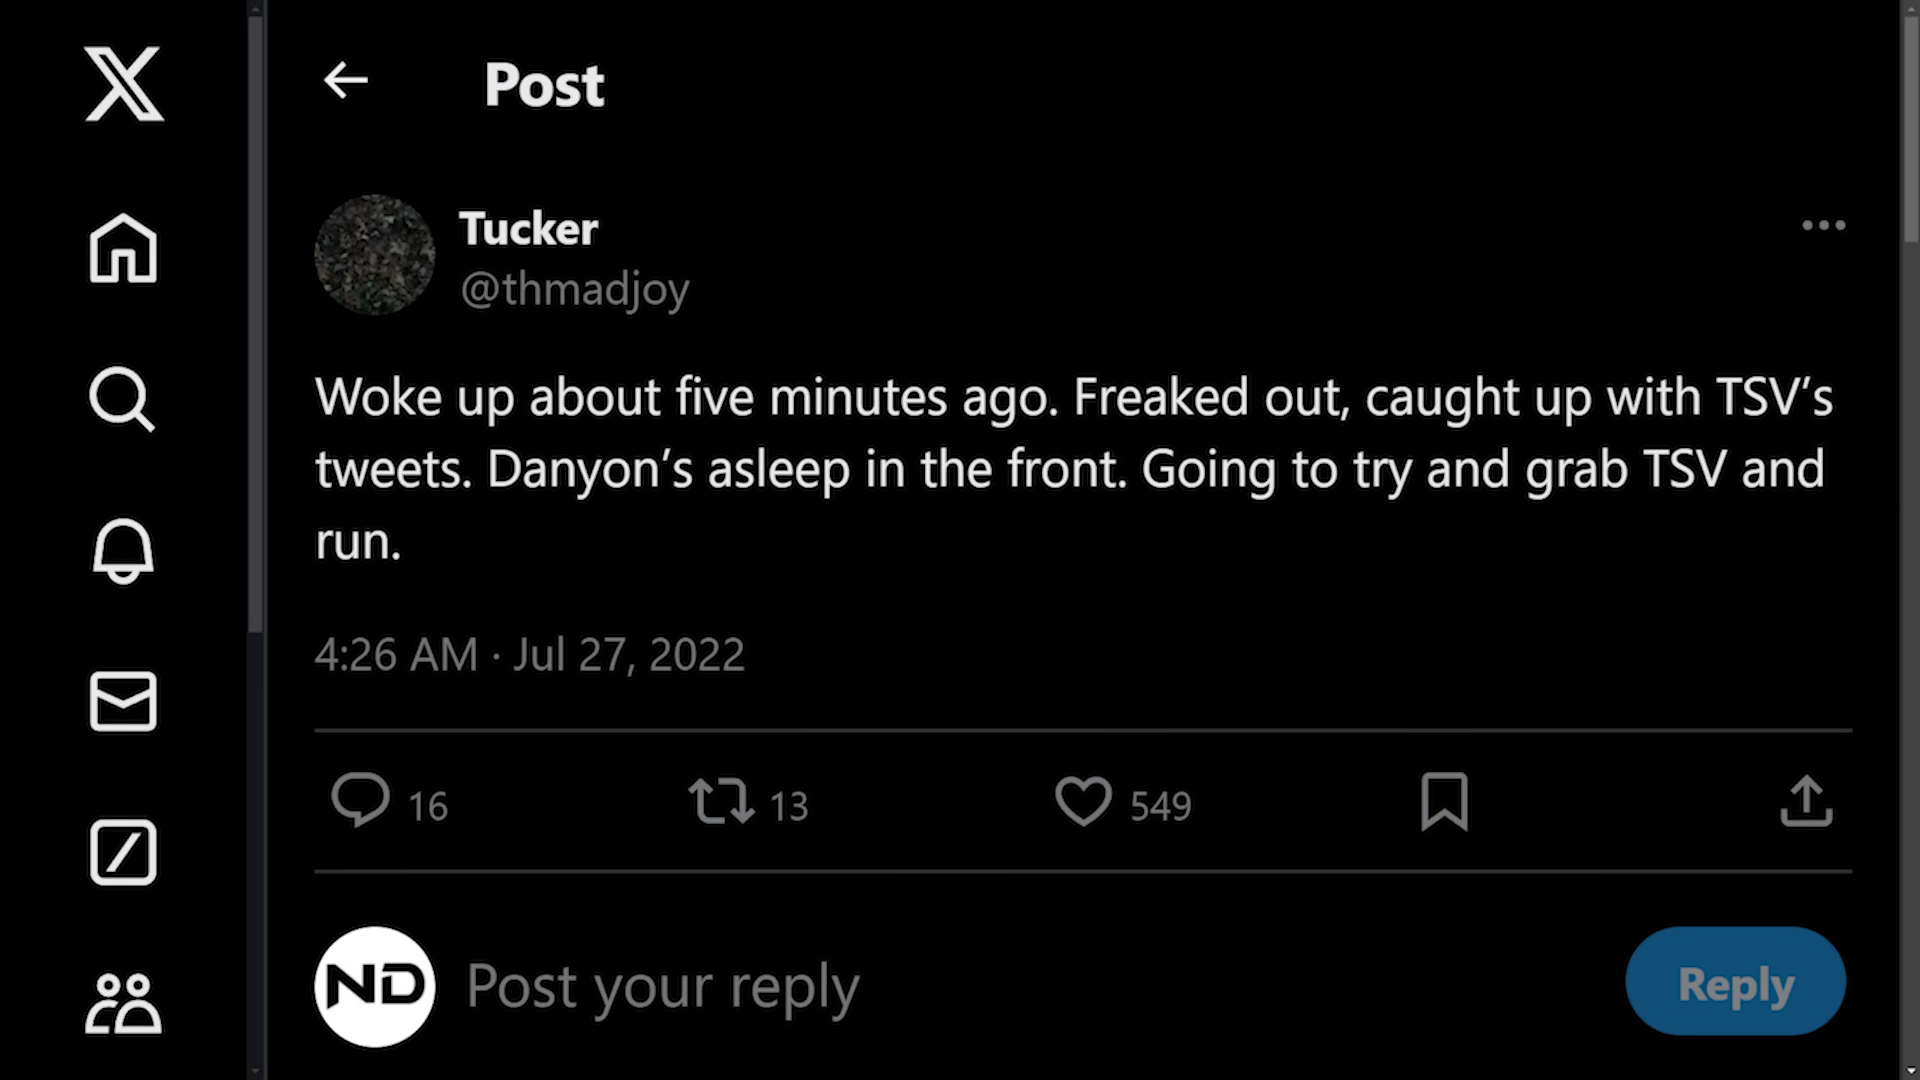 Post
Tucker
@thmadjoy
Woke up about five minutes ago. Freaked out, caught up with TSV’s
tweets. Danyon’s asleep in the front. Going to try and grab TSV and
run.
4:26 AM · Jul 27, 2022
16 13 549
ND Post your reply Reply